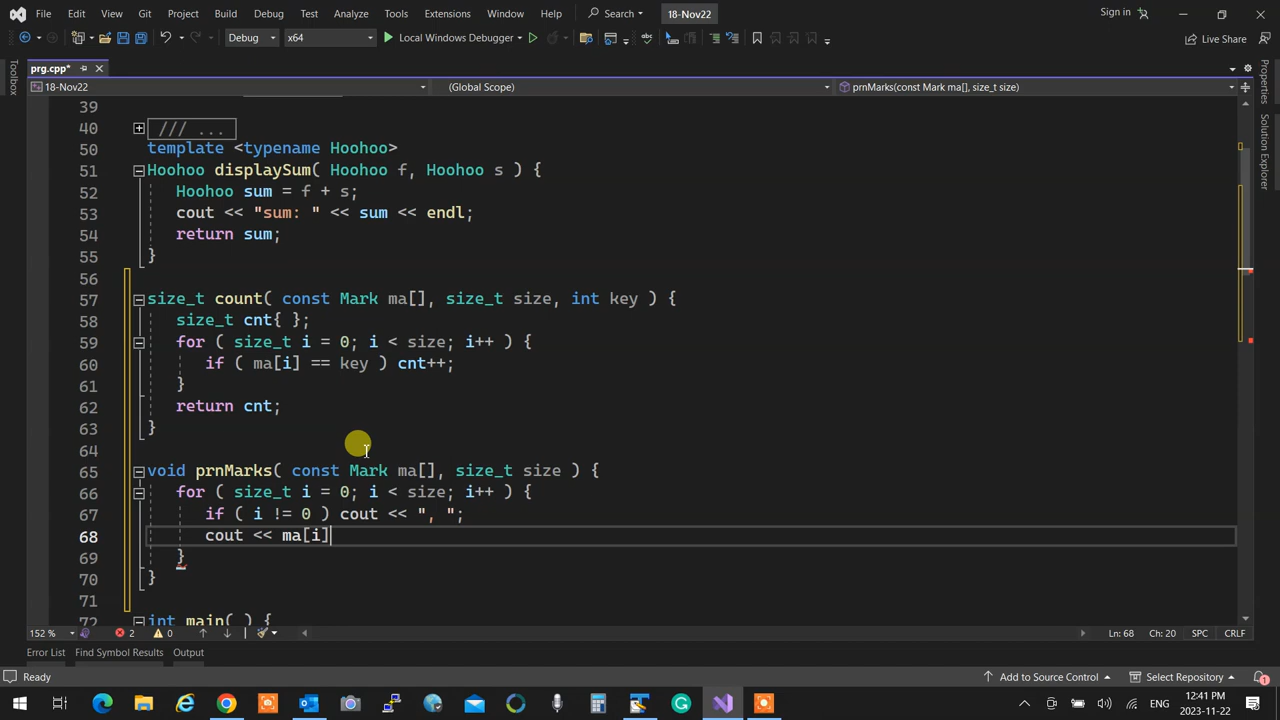 File Edit View Git Project Build Debug Test Analyze Tools Extensions Window Help Search 18-Nov22 Sign in
Debug x64 Local Windows Debugger Live Share
prg.cpp*
18-Nov22 (Global Scope) prnMarks(const Mark ma[], size_t size)
Toolbox
Properties
Solution Explorer
39
40 /// ...
50 template <typename Hoohoo>
51 Hoohoo displaySum( Hoohoo f, Hoohoo s ) {
52 Hoohoo sum = f + s;
53 cout << "sum: " << sum << endl;
54 return sum;
55 }
56
57 size_t count( const Mark ma[], size_t size, int key ) {
58 size_t cnt{ };
59 for ( size_t i = 0; i < size; i++ ) {
60 if ( ma[i] == key ) cnt++;
61 }
62 return cnt;
63 }
64
65 void prnMarks( const Mark ma[], size_t size ) {
66 for ( size_t i = 0; i < size; i++ ) {
67 if ( i != 0 ) cout << ", ";
68 cout << ma[i]
69 }
70 }
71
72 int main( ) {
152 % 2 0 Ln: 68 Ch: 20 SPC CRLF
Error List Find Symbol Results Output
Ready Add to Source Control Select Repository 1
ENG 12:41 PM
2023-11-22